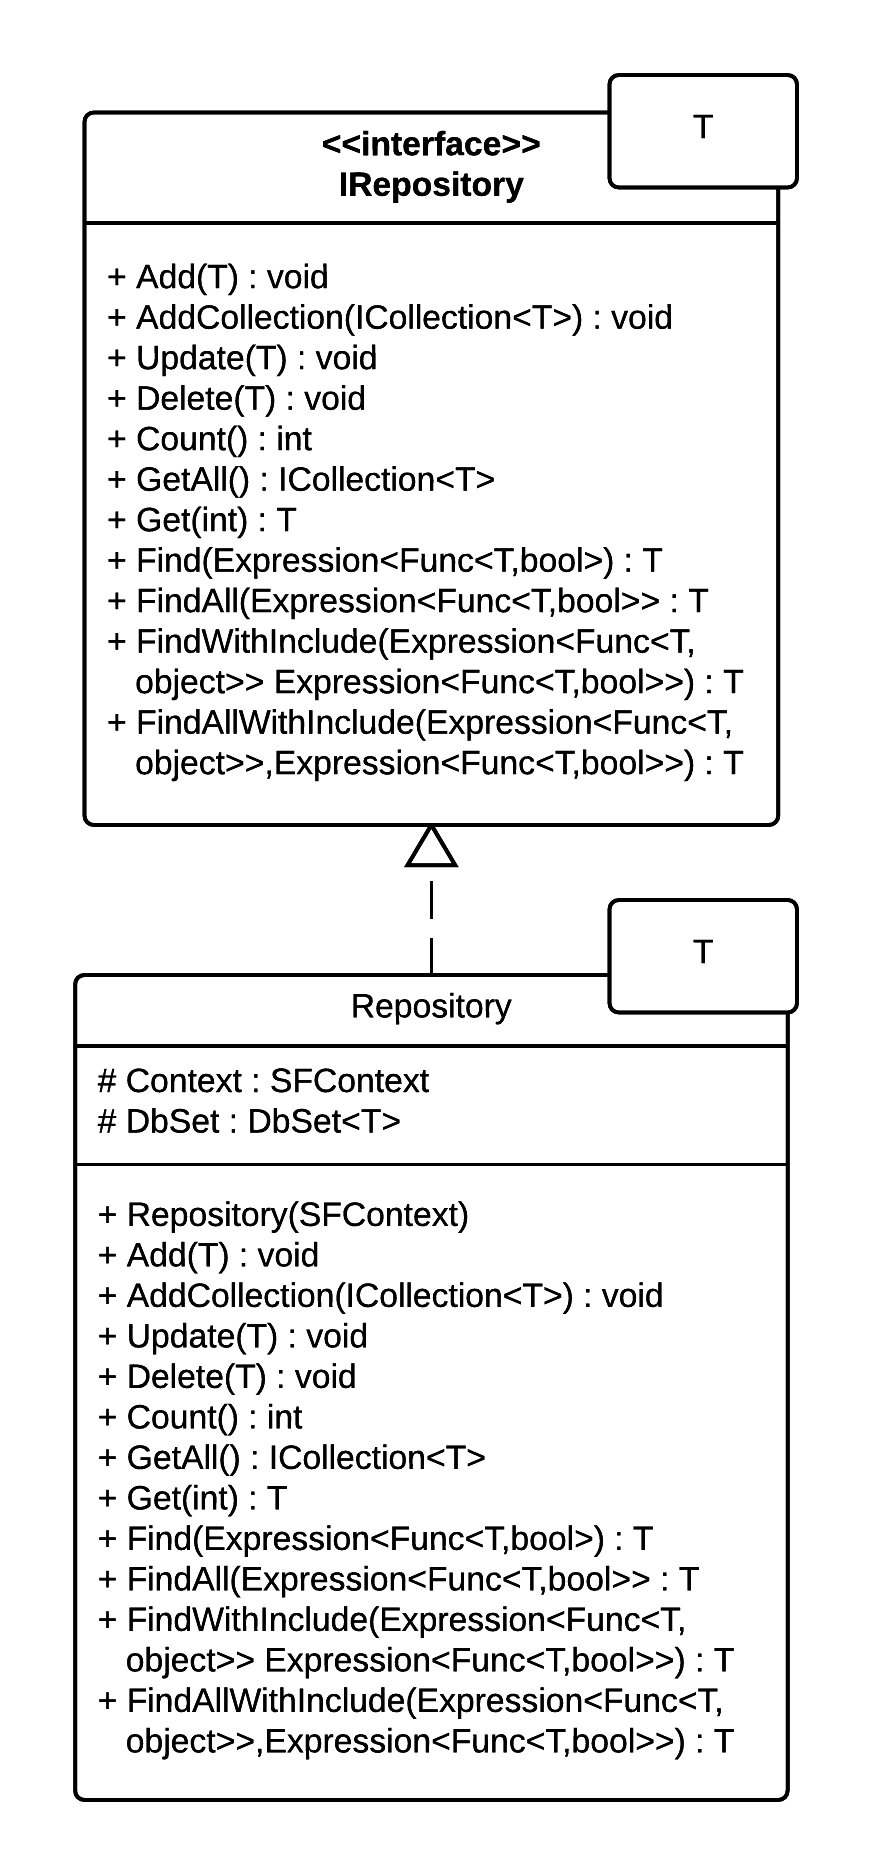 T
<<interface>>
IRepository
+ Add(T) : void
+ AddCollection(ICollection<T>) : void
+ Update(T) : void
+ Delete(T) : void
+ Count() : int
+ GetAll() : ICollection<T>
+ Get(int) : T
+ Find(Expression<Func<T,bool>) : T
+ FindAll(Expression<Func<T,bool>> : T
+ FindWithInclude(Expression<Func<T,
object>> Expression<Func<T,bool>>) : T
+ FindAllWithInclude(Expression<Func<T,
object>>,Expression<Func<T,bool>>) : T
T
Repository
# Context : SFContext
# DbSet : DbSet<T>
+ Repository(SFContext)
+ Add(T) : void
+ AddCollection(ICollection<T>) : void
+ Update(T) : void
+ Delete(T) : void
+ Count() : int
+ GetAll() : ICollection<T>
+ Get(int) : T
+ Find(Expression<Func<T,bool>) : T
+ FindAll(Expression<Func<T,bool>> : T
+ FindWithInclude(Expression<Func<T,
object>> Expression<Func<T,bool>>) : T
+ FindAllWithInclude(Expression<Func<T,
object>>,Expression<Func<T,bool>>) : T